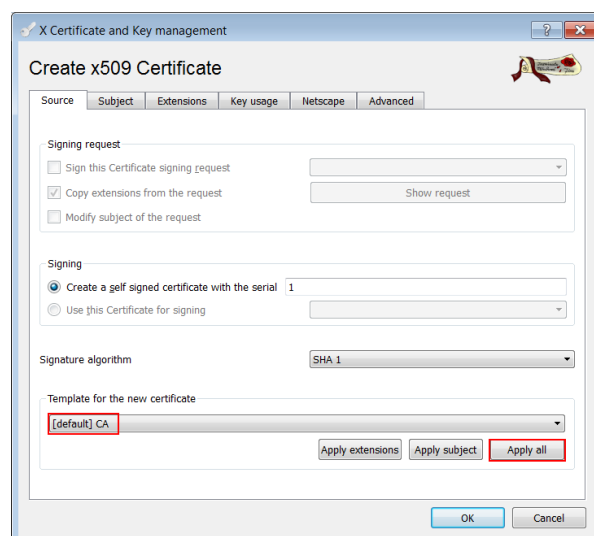 X Certificate and Key management
Create x509 Certificate
Source Subject Extensions Key usage Netscape Advanced
Signing request
Sign this Certificate signing request
Copy extensions from the request Show request
Modify subject of the request
Signing
Create a self signed certificate with the serial 1
Use this Certificate for signing
Signature algorithm SHA 1
Template for the new certificate
[default] CA
Apply extensions Apply subject Apply all
OK Cancel